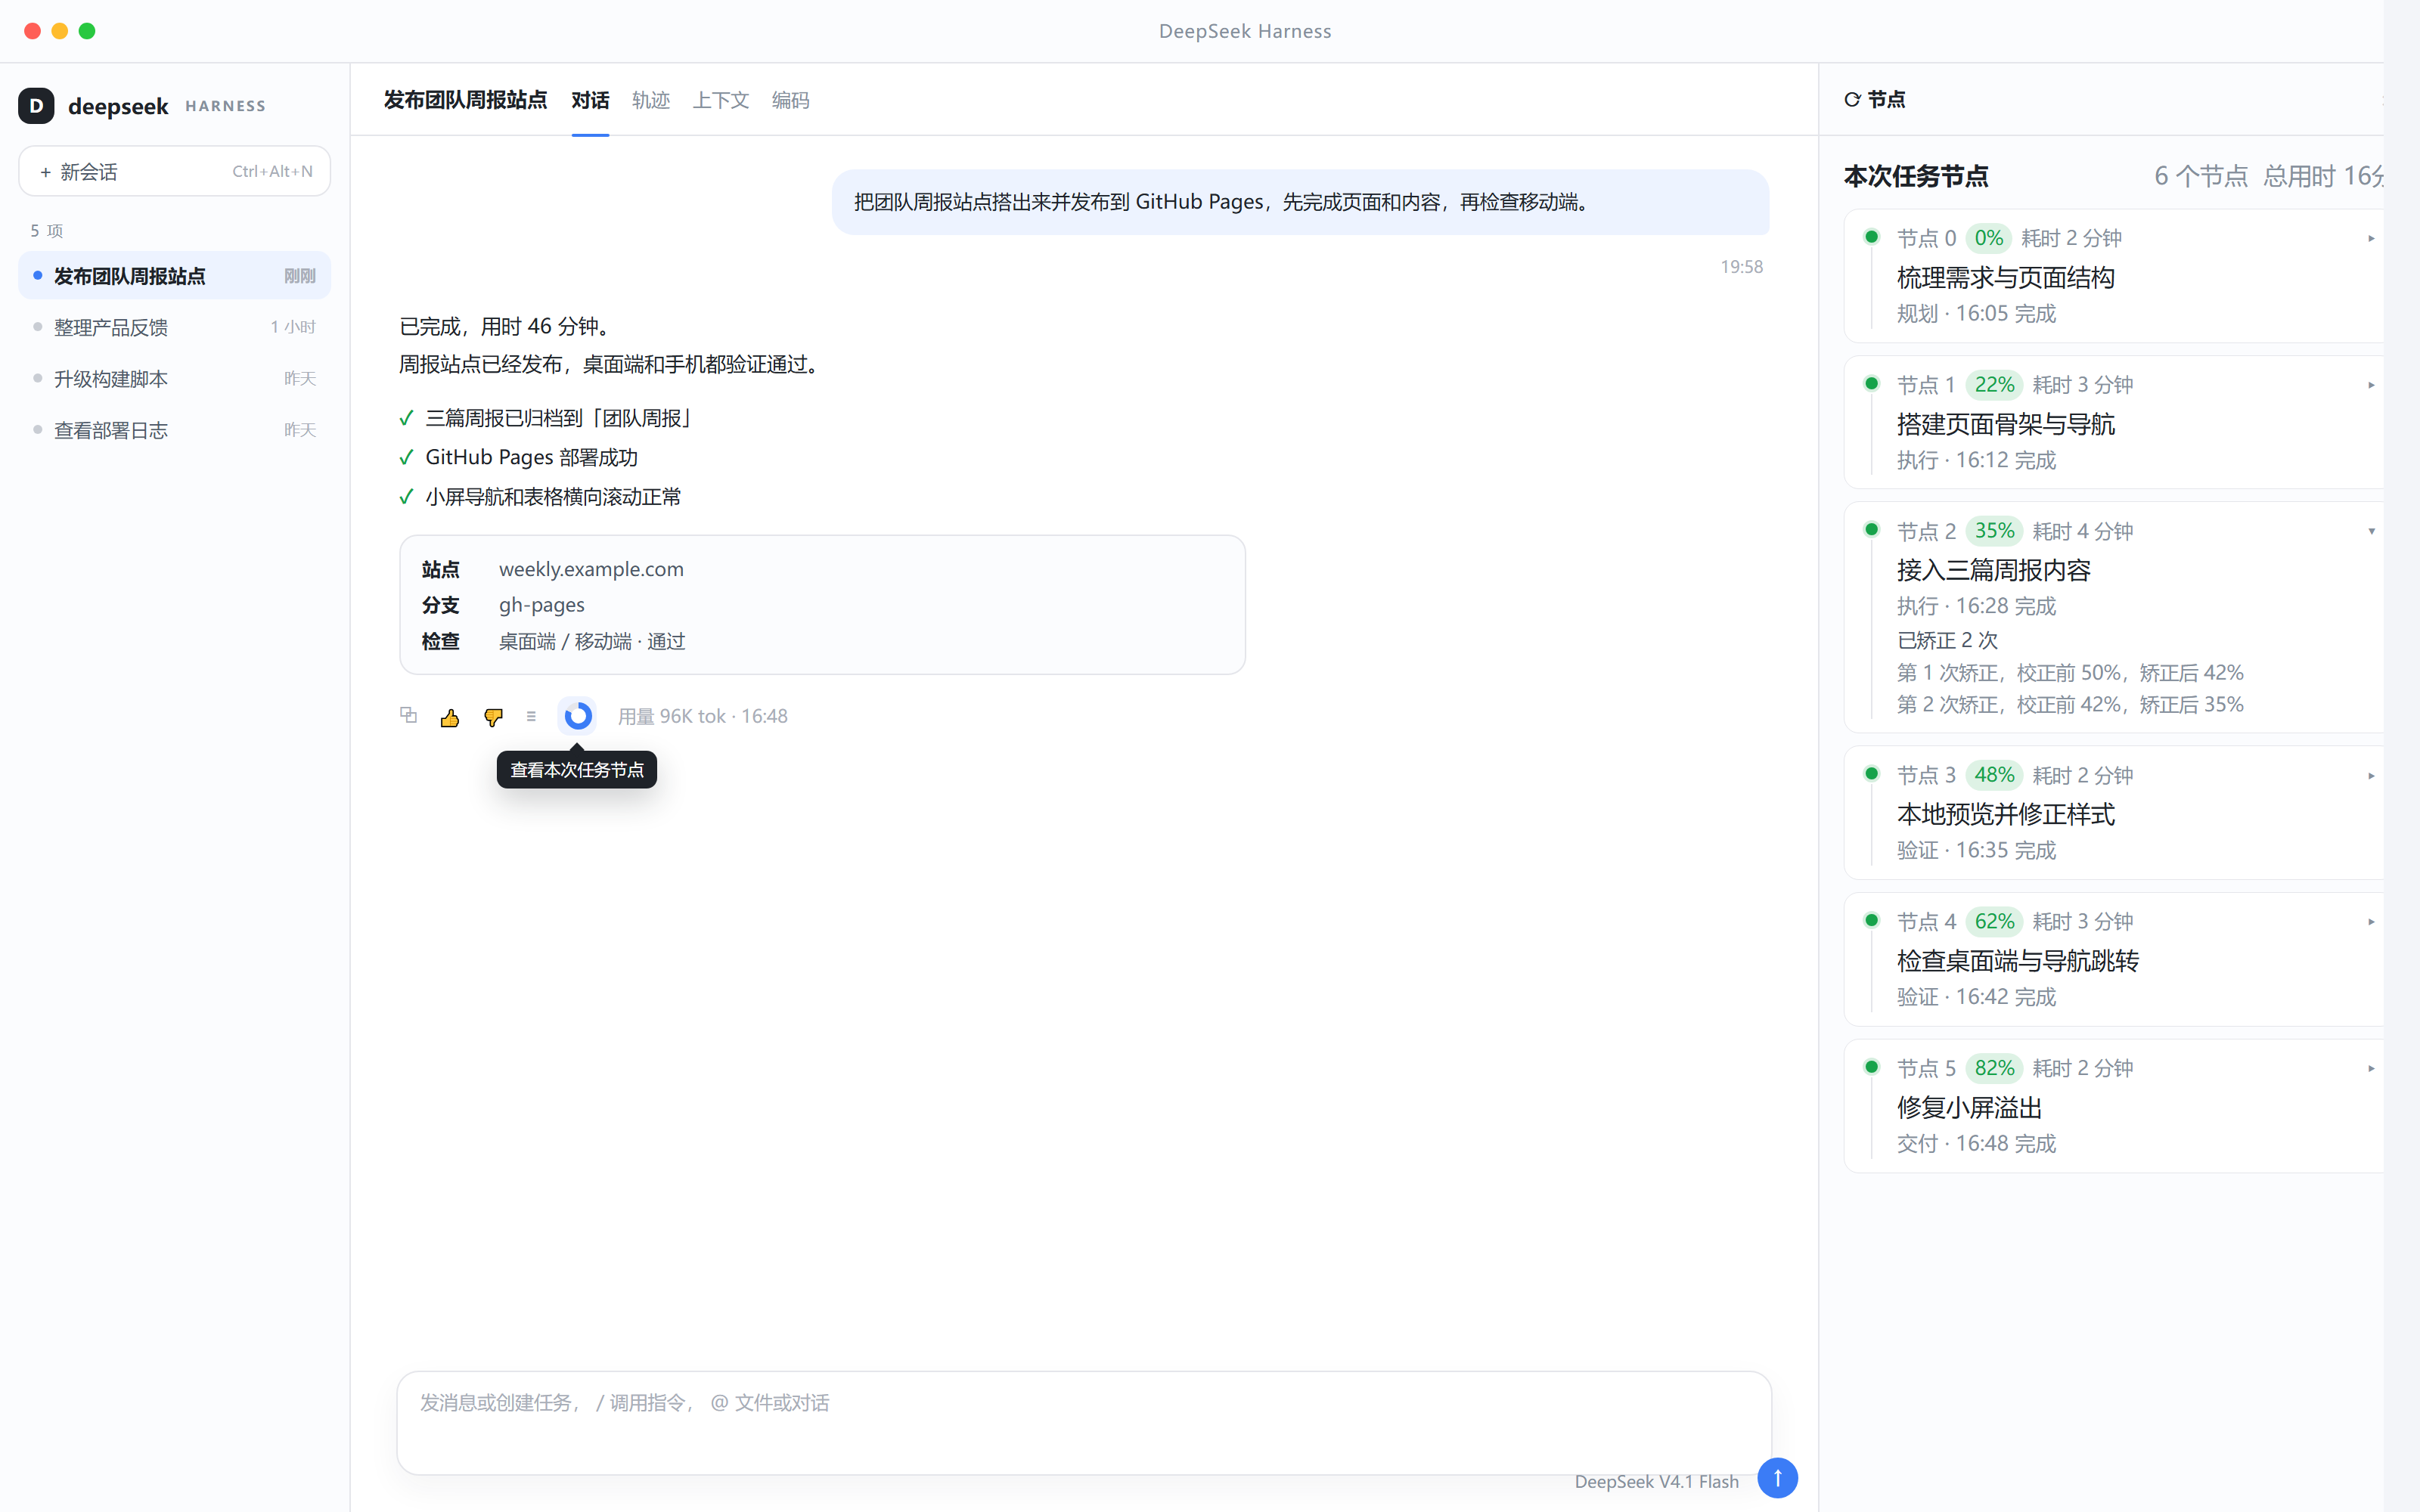 DeepSeek Harness
D deepseek HARNESS
+ 新会话 Ctrl+Alt+N
5 项
发布团队周报站点 刚刚
整理产品反馈 1 小时
升级构建脚本 昨天
查看部署日志 昨天
发布团队周报站点 对话 轨迹 上下文 编码
把团队周报站点搭出来并发布到 GitHub Pages，先完成页面和内容，再检查移动端。
19:58
已完成，用时 46 分钟。
周报站点已经发布，桌面端和手机都验证通过。
✓ 三篇周报已归档到「团队周报」
✓ GitHub Pages 部署成功
✓ 小屏导航和表格横向滚动正常
站点 weekly.example.com
分支 gh-pages
检查 桌面端 / 移动端 · 通过
用量 96K tok · 16:48
查看本次任务节点
发消息或创建任务， / 调用指令， @ 文件或对话
DeepSeek V4.1 Flash
节点
本次任务节点 6 个节点 总用时 16分
节点 0 0% 耗时 2 分钟
梳理需求与页面结构
规划 · 16:05 完成
节点 1 22% 耗时 3 分钟
搭建页面骨架与导航
执行 · 16:12 完成
节点 2 35% 耗时 4 分钟
接入三篇周报内容
执行 · 16:28 完成
已矫正 2 次
第 1 次矫正，校正前 50%，矫正后 42%
第 2 次矫正，校正前 42%，矫正后 35%
节点 3 48% 耗时 2 分钟
本地预览并修正样式
验证 · 16:35 完成
节点 4 62% 耗时 3 分钟
检查桌面端与导航跳转
验证 · 16:42 完成
节点 5 82% 耗时 2 分钟
修复小屏溢出
交付 · 16:48 完成